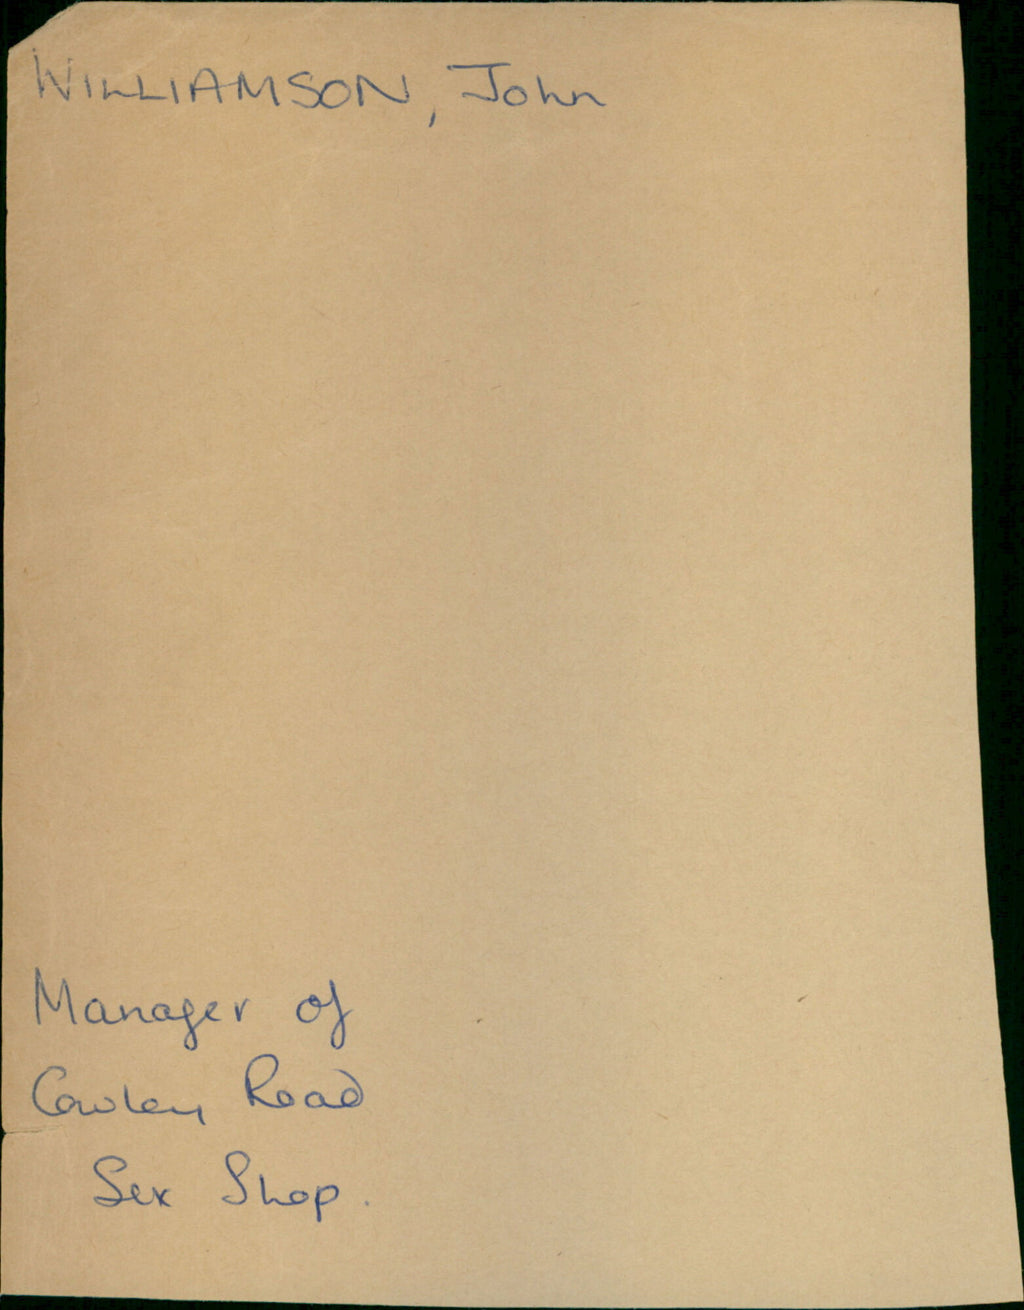 WILLIAMSON, John
Manager of
Cowley Road
Sex Shop.